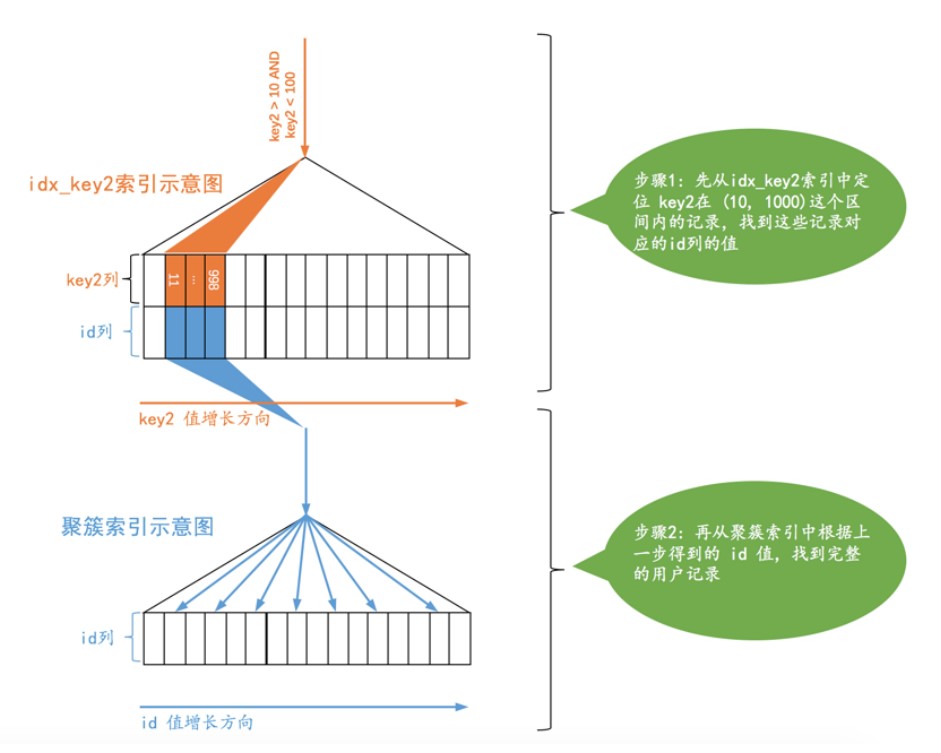 key2 > 10 AND
key2 < 100
idx_key2索引示意图
步骤1: 先从idx_key2索引中定
位 key2在 (10, 1000)这个区
间内的记录, 找到这些记录对
应的id列的值
key2列
11
...
998
id列
key2 值增长方向
聚簇索引示意图
步骤2: 再从聚簇索引中根据上
一步得到的 id 值, 找到完整
的用户记录
id列
id 值增长方向